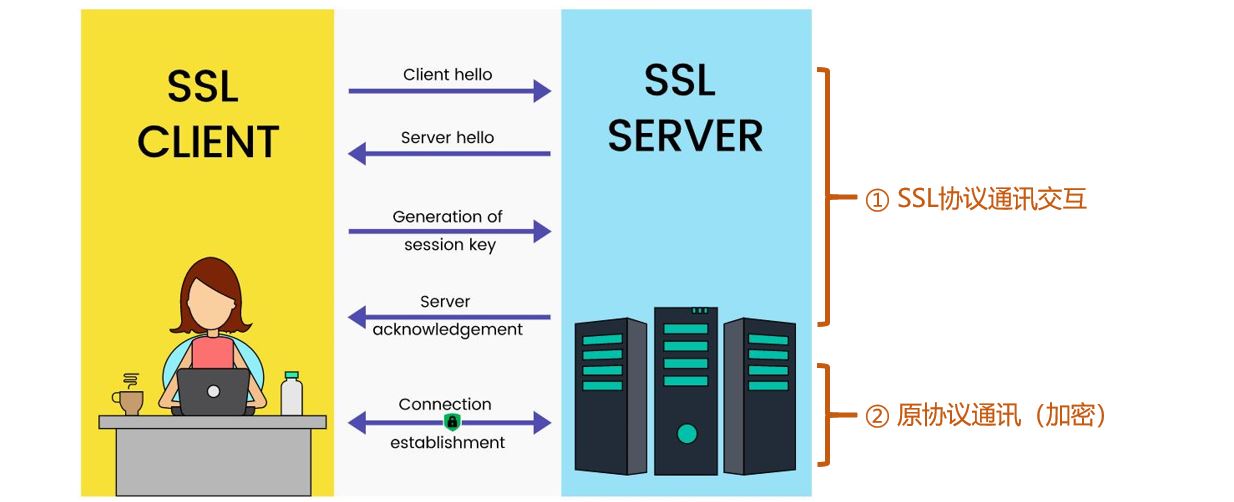 SSL
CLIENT
Client hello
Server hello
Generation of
session key
Server
acknowledgement
Connection
establishment
SSL
SERVER
① SSL协议通讯交互
② 原协议通讯（加密）